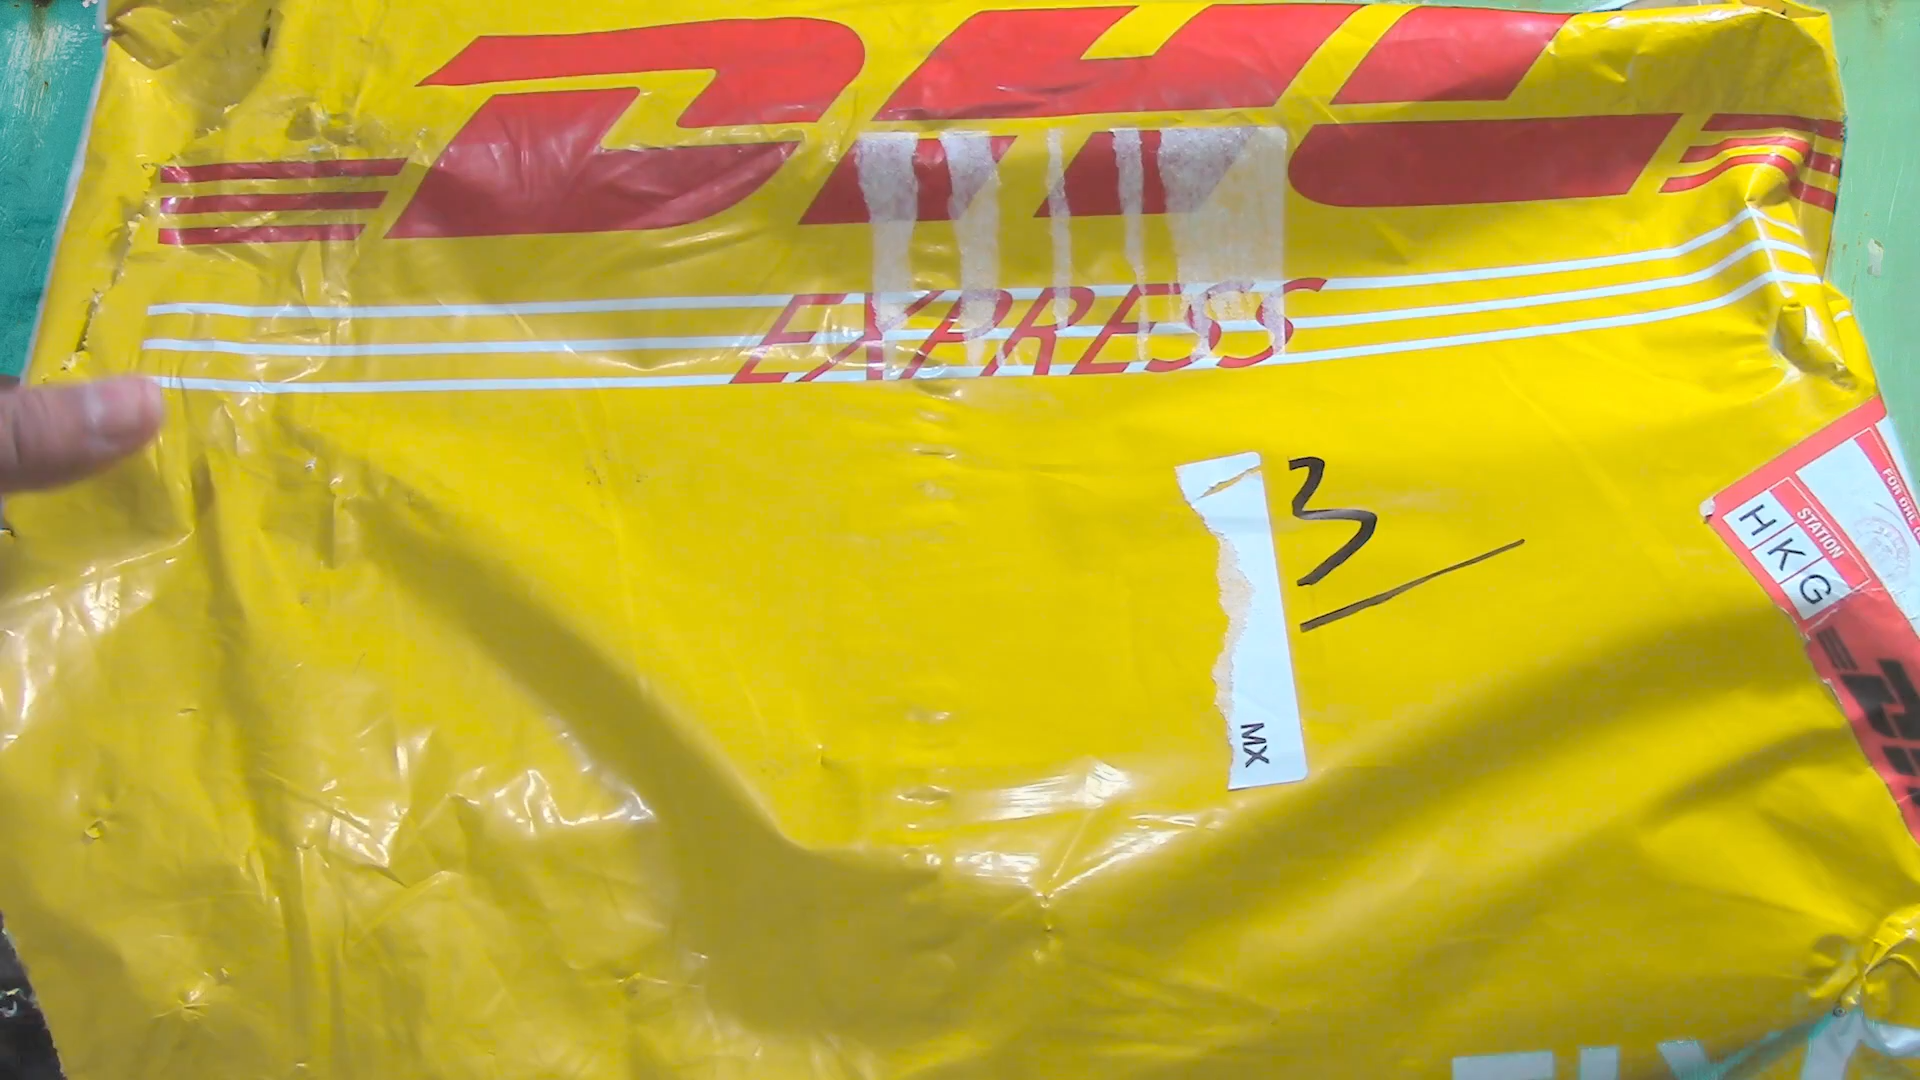 DHL
EXPRESS
3
MX
STATION
HKG